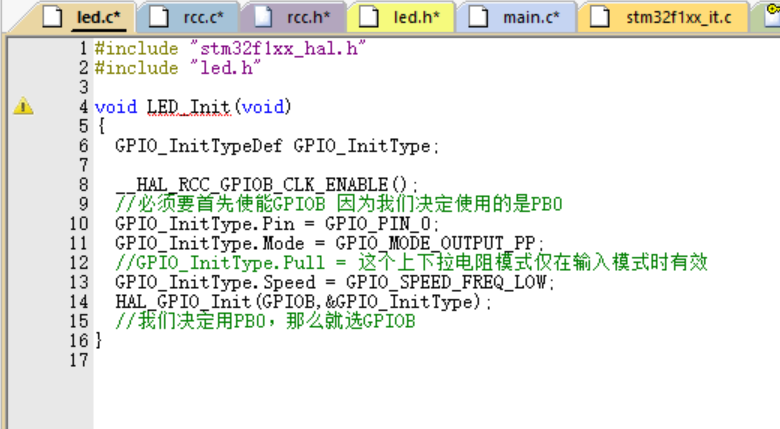 led.c* rcc.c* rcc.h* led.h* main.c* stm32f1xx_it.c
1 #include "stm32f1xx_hal.h"
2 #include "led.h"
3
4 void LED_Init(void)
5 {
6 GPIO_InitTypeDef GPIO_InitType;
7
8 __HAL_RCC_GPIOB_CLK_ENABLE();
9 //必须要首先使能GPIOB 因为我们决定使用的是PB0
10 GPIO_InitType.Pin = GPIO_PIN_0;
11 GPIO_InitType.Mode = GPIO_MODE_OUTPUT_PP;
12 //GPIO_InitType.Pull = 这个上下拉电阻模式仅在输入模式时有效
13 GPIO_InitType.Speed = GPIO_SPEED_FREQ_LOW;
14 HAL_GPIO_Init(GPIOB,&GPIO_InitType);
15 //我们决定用PB0，那么就选GPIOB
16 }
17